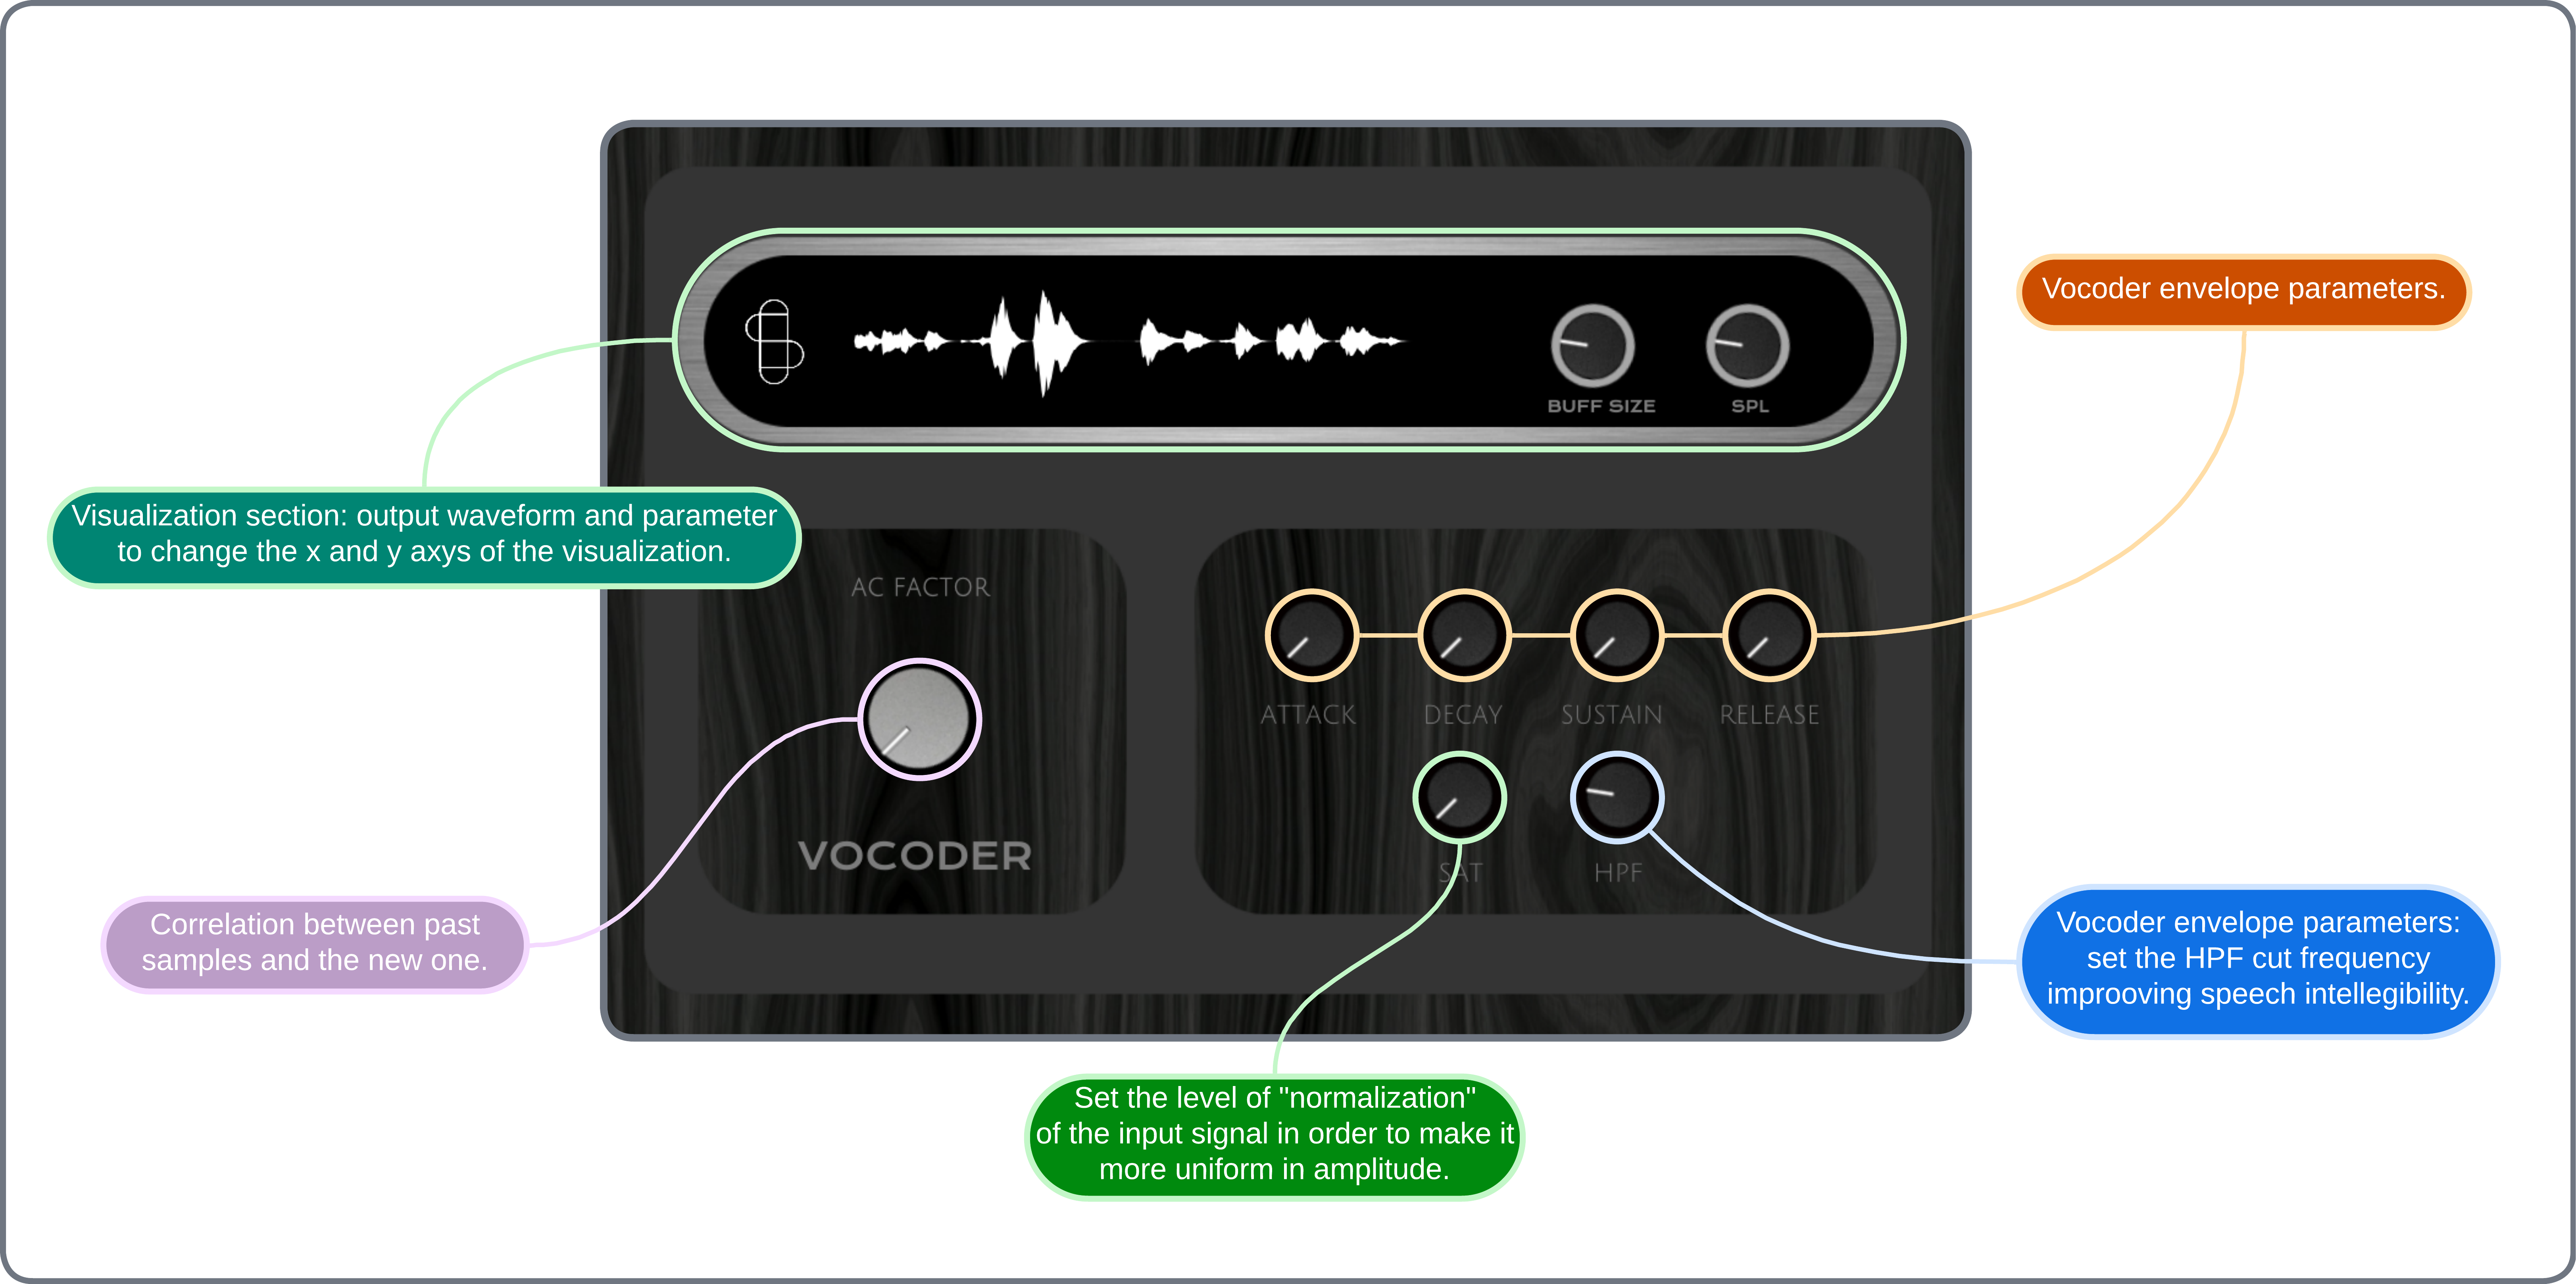 BUFF SIZE
SPL
Vocoder envelope parameters.
Visualization section: output waveform and parameter
to change the x and y axys of the visualization.
AC FACTOR
ATTACK
DECAY
SUSTAIN
RELEASE
VOCODER
SAT
HPF
Correlation between past
samples and the new one.
Vocoder envelope parameters:
set the HPF cut frequency
improoving speech intellegibility.
Set the level of "normalization"
of the input signal in order to make it
more uniform in amplitude.